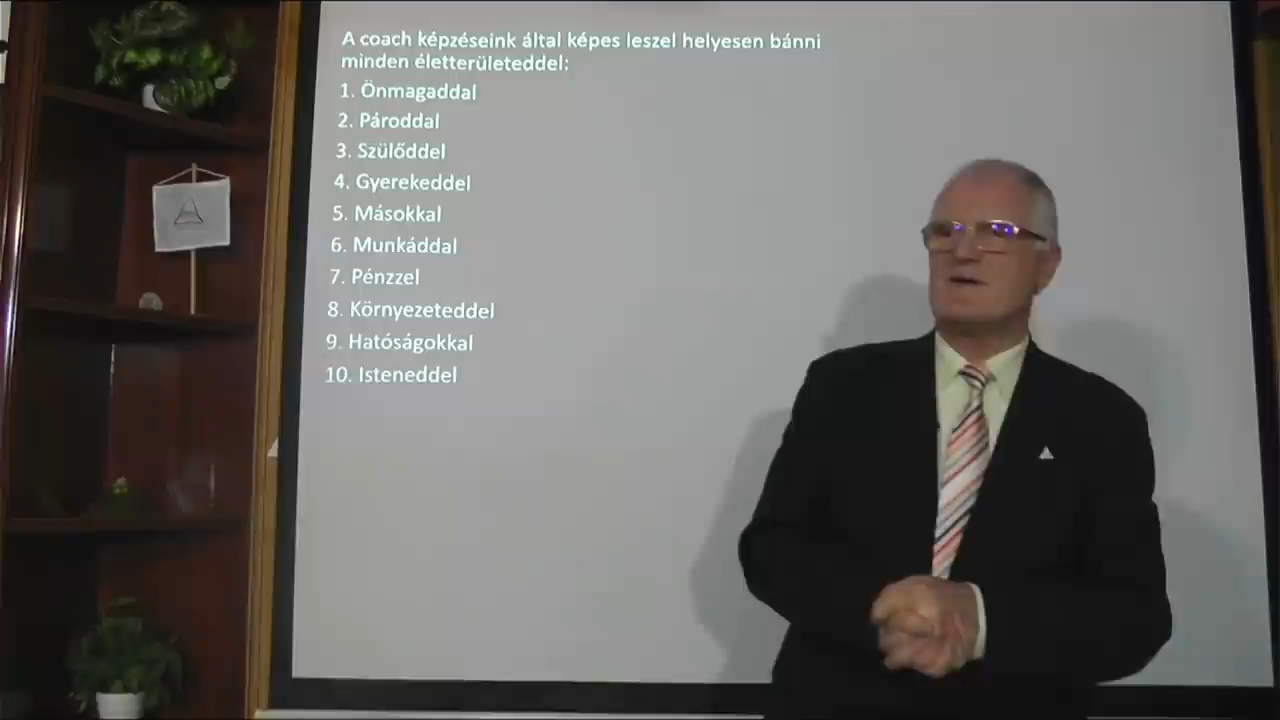 A coach képzéseink által képes leszel helyesen bánni
minden életterületeddel:
1. Önmagaddal
2. Pároddal
3. Szülőddel
4. Gyerekeddel
5. Másokkal
6. Munkáddal
7. Pénzzel
8. Környezeteddel
9. Hatóságokkal
10. Isteneddel